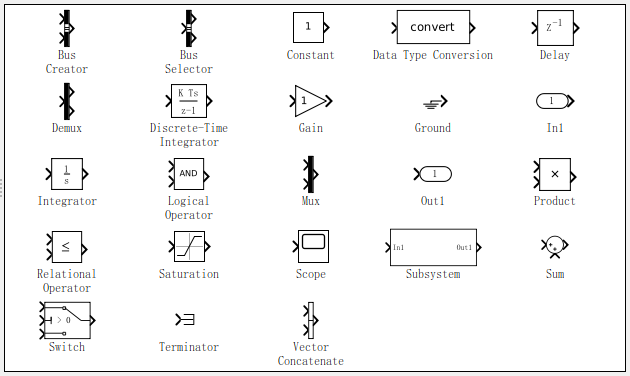 1
convert
z-1
Bus
Creator
Bus
Selector
Constant
Data Type Conversion
Delay
K Ts
z-1
1
1
Demux
Discrete-Time
Integrator
Gain
Ground
In1
1
s
AND
1
×
Integrator
Logical
Operator
Mux
Out1
Product
≤
In1
Out1
+
+
Relational
Operator
Saturation
Scope
Subsystem
Sum
> 0
Switch
Terminator
Vector
Concatenate